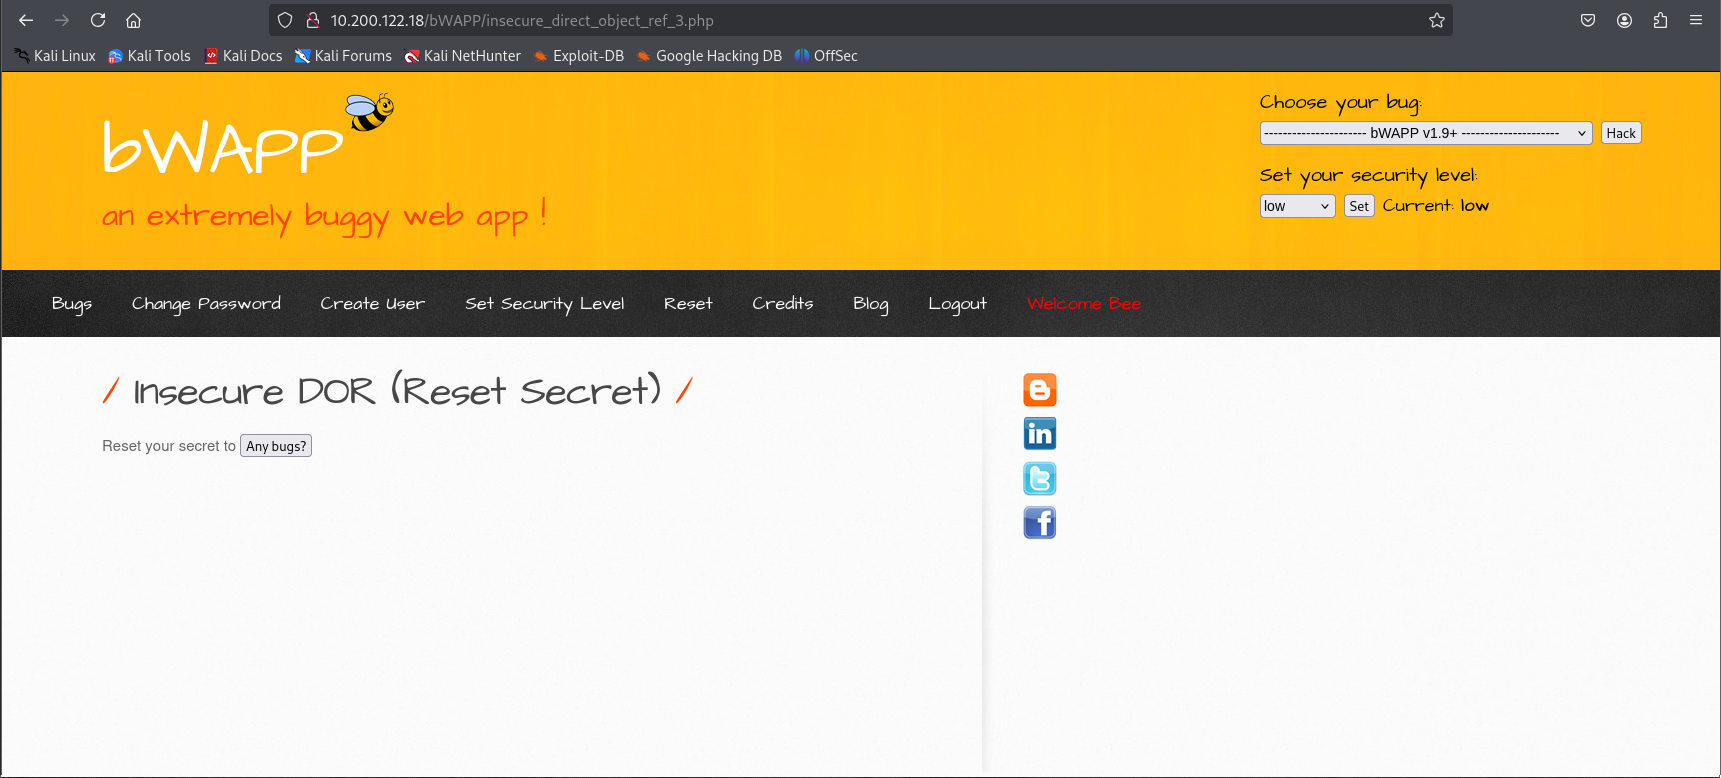 10.200.122.18/bWAPP/insecure_direct_object_ref_3.php
Kali Linux Kali Tools Kali Docs Kali Forums Kali NetHunter Exploit-DB Google Hacking DB OffSec
bWAPP
an extremely buggy web app !
Choose your bug:
---------------------- bWAPP v1.9+ --------------------- Hack
Set your security level:
low Set Current: low
Bugs Change Password Create User Set Security Level Reset Credits Blog Logout Welcome Bee
/ Insecure DOR (Reset Secret) /
Reset your secret to Any bugs?